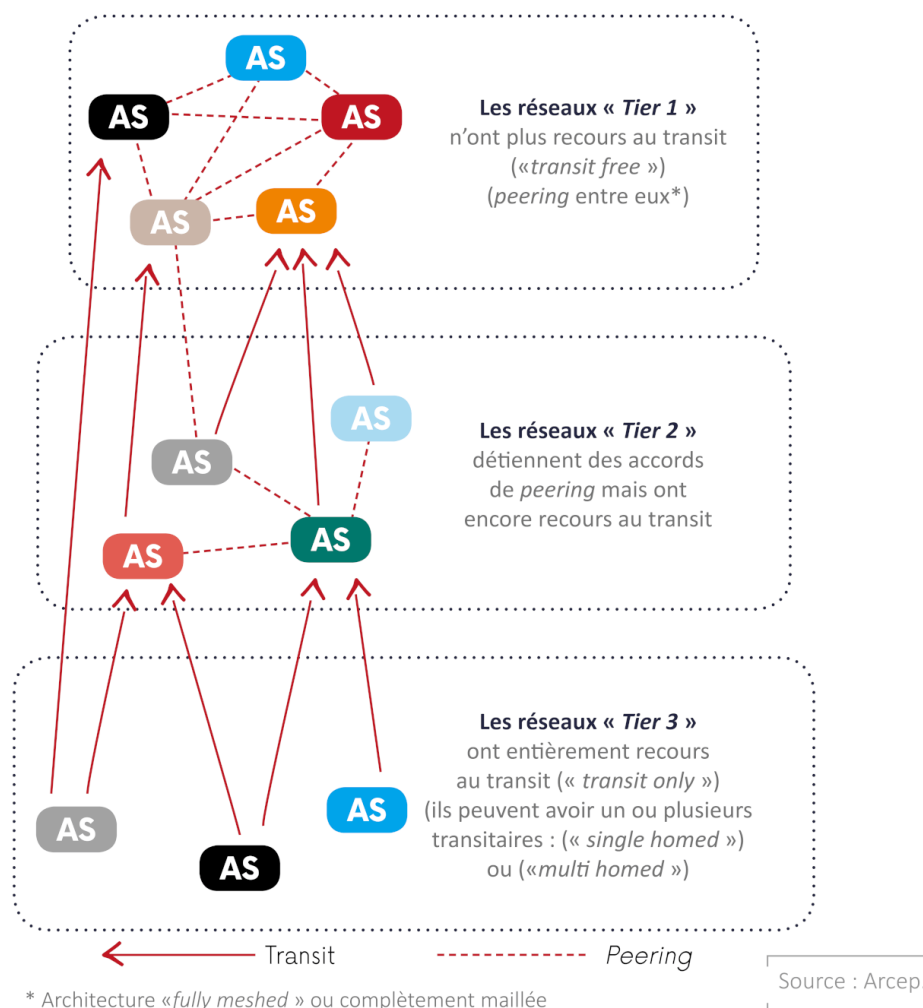 AS
AS
AS
AS
AS
Les réseaux « Tier 1 »
n'ont plus recours au transit
(«transit free »)
(peering entre eux*)
AS
AS
AS
AS
Les réseaux « Tier 2 »
détiennent des accords
de peering mais ont
encore recours au transit
AS
AS
AS
Les réseaux « Tier 3 »
ont entièrement recours
au transit (« transit only »)
(ils peuvent avoir un ou plusieurs
transitaires : (« single homed »)
ou («multi homed »)
Transit
Peering
* Architecture «fully meshed » ou complètement maillée
Source : Arcep